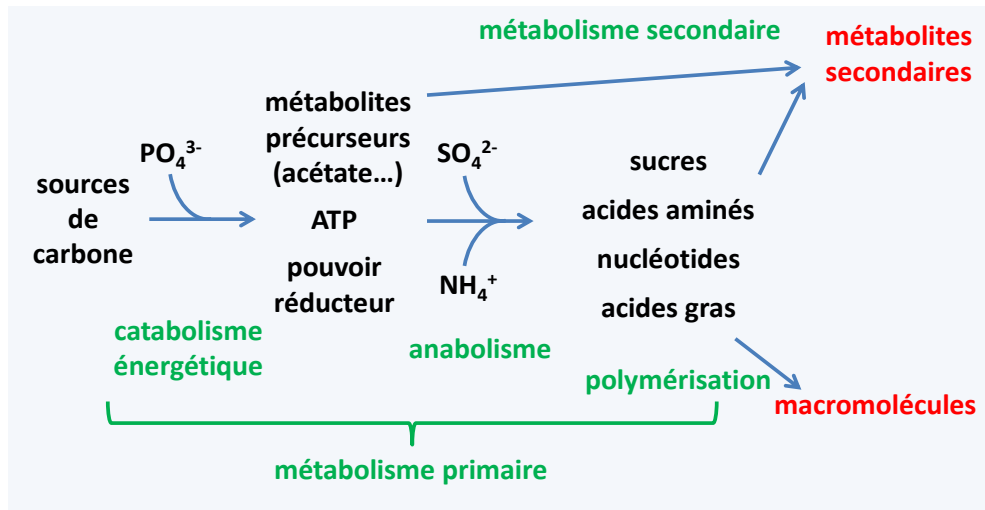 métabolisme secondaire
métabolites
secondaires
métabolites
précurseurs
(acétate...)
PO₄³⁻
SO₄²⁻
sources
de
carbone
ATP
pouvoir
réducteur
NH₄⁺
sucres
acides aminés
nucléotides
acides gras
catabolisme
énergétique
anabolisme
polymérisation
macromolécules
métabolisme primaire